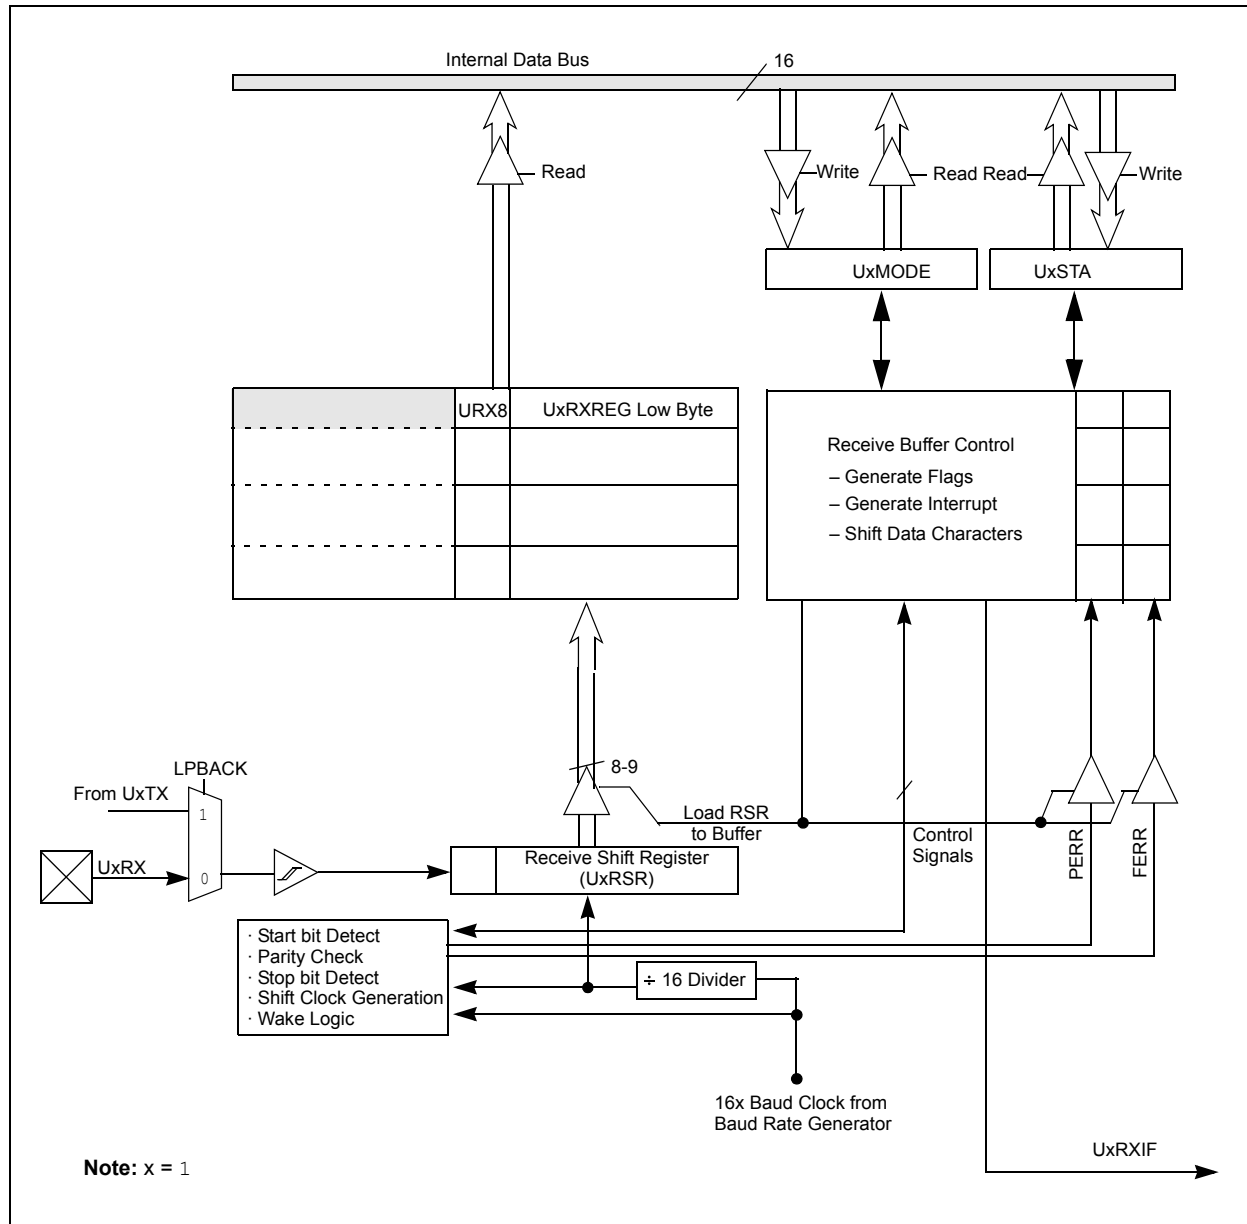 Internal Data Bus
16
Read
Write
Read Read
Write
UxMODE
UxSTA
URX8
UxRXREG Low Byte
Receive Buffer Control
– Generate Flags
– Generate Interrupt
– Shift Data Characters
LPBACK
From UxTX
1
8-9
Load RSR
to Buffer
Control
Signals
PERR
FERR
UxRX
0
Receive Shift Register
(UxRSR)
· Start bit Detect
· Parity Check
· Stop bit Detect
· Shift Clock Generation
· Wake Logic
÷ 16 Divider
16x Baud Clock from
Baud Rate Generator
UxRXIF
Note: x = 1